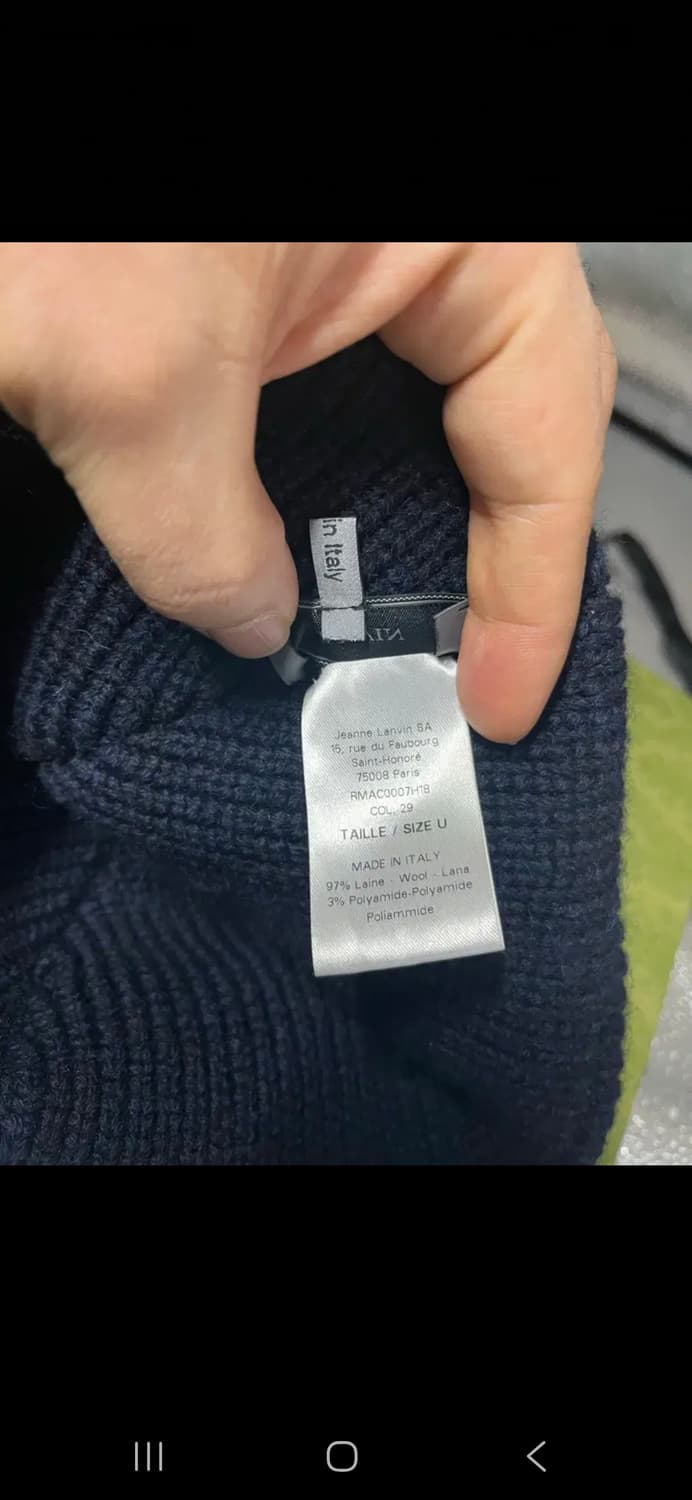 in Italy
Jeanne Lanvin SA
15, rue du Faubourg
Saint-Honoré
75008 Paris
RMAC0007H18
COL. 29
TAILLE / SIZE U
MADE IN ITALY
97% Laine - Wool - Lana
3% Polyamide-Polyamide
Poliammide